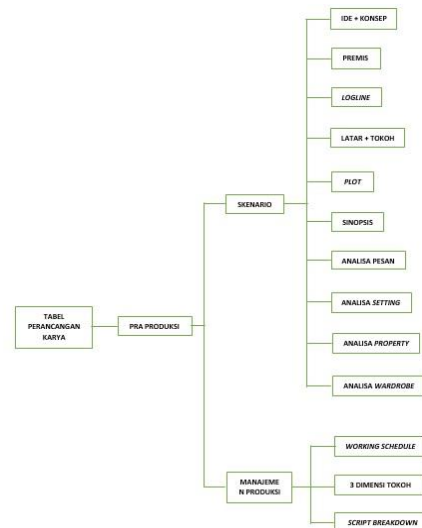 IDE + KONSEP
PREMIS
LOGLINE
LATAR + TOKOH
PLOT
SKENARIO
SINOPSIS
ANALISA PESAN
ANALISA SETTING
TABEL
PERANCANGAN
KARYA
PRA PRODUKSI
ANALISA PROPERTY
ANALISA WARDROBE
WORKING SCHEDULE
MANAJEME
N PRODUKSI
3 DIMENSI TOKOH
SCRIPT BREAKDOWN